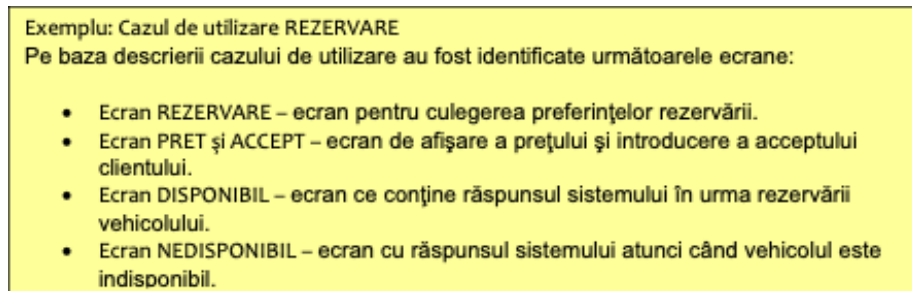 Exemplu: Cazul de utilizare REZERVARE
Pe baza descrierii cazului de utilizare au fost identificate următoarele ecrane:
• Ecran REZERVARE – ecran pentru culegerea preferinţelor rezervării.
• Ecran PRET şi ACCEPT – ecran de afişare a preţului şi introducere a acceptului
clientului.
• Ecran DISPONIBIL – ecran ce conţine răspunsul sistemului în urma rezervării
vehicolului.
• Ecran NEDISPONIBIL – ecran cu răspunsul sistemului atunci când vehicolul este
indisponibil.